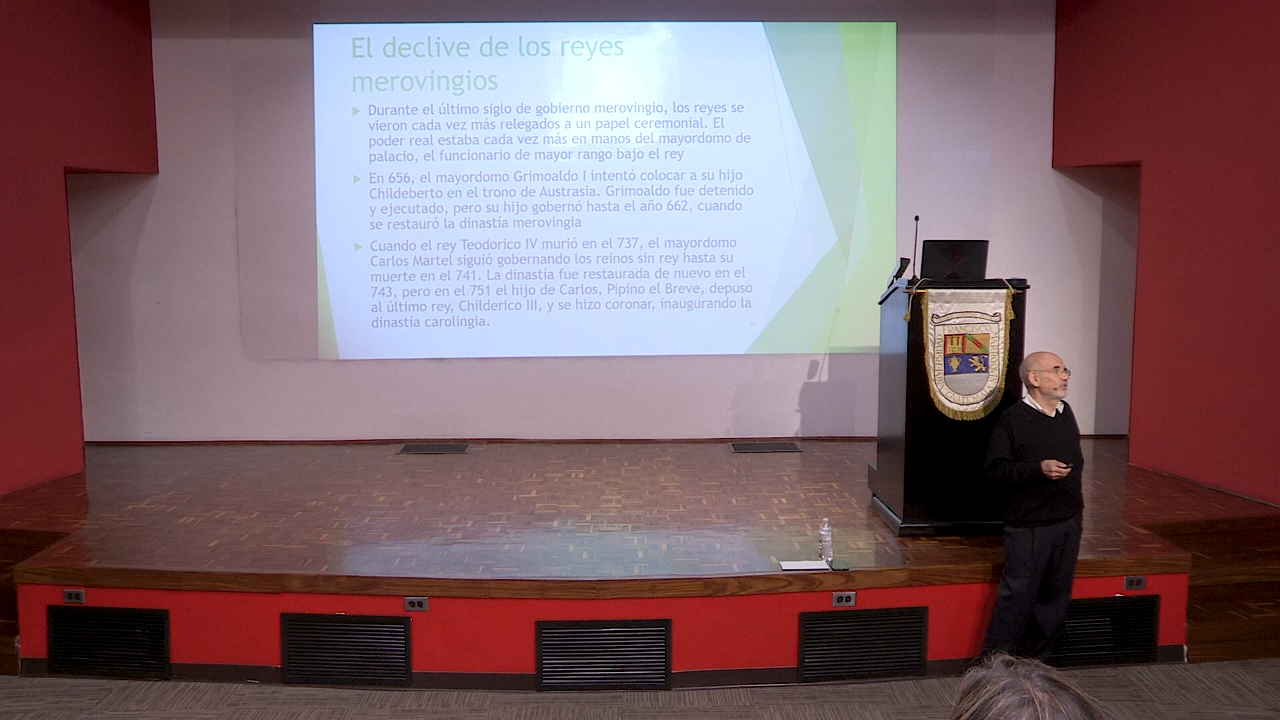 El declive de los reyes
merovingios
Durante el último siglo de gobierno merovingio, los reyes se
vieron cada vez más relegados a un papel ceremonial. El
poder real estaba cada vez más en manos del mayordomo de
palacio, el funcionario de mayor rango bajo el rey
En 656, el mayordomo Grimoaldo I intentó colocar a su hijo
Childeberto en el trono de Austrasia. Grimoaldo fue detenido
y ejecutado, pero su hijo gobernó hasta el año 662, cuando
se restauró la dinastía merovingia
Cuando el rey Teodorico IV murió en el 737, el mayordomo
Carlos Martel siguió gobernando los reinos sin rey hasta su
muerte en el 741. La dinastía fue restaurada de nuevo en el
743, pero en el 751 el hijo de Carlos, Pipino el Breve, depuso
al último rey, Childerico III, y se hizo coronar, inaugurando la
dinastía carolingia.
FRANCISCO